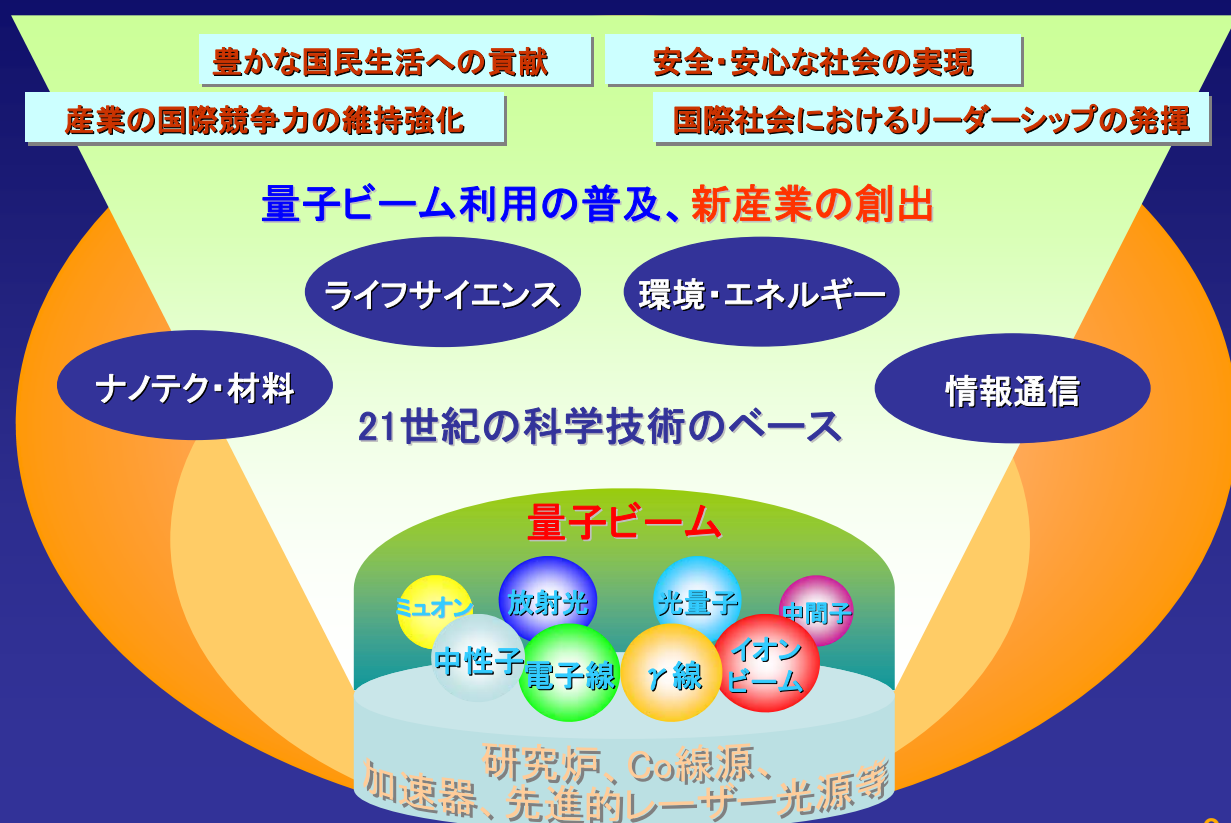 豊かな国民生活への貢献
安全・安心な社会の実現
産業の国際競争力の維持強化
国際社会におけるリーダーシップの発揮
量子ビーム利用の普及、新産業の創出
ライフサイエンス
環境・エネルギー
ナノテク・材料
情報通信
21世紀の科学技術のベース
量子ビーム
ミュオン
放射光
光量子
中間子
中性子
電子線
γ線
イオン
ビーム
研究炉、Co線源、
加速器、先進的レーザー光源等